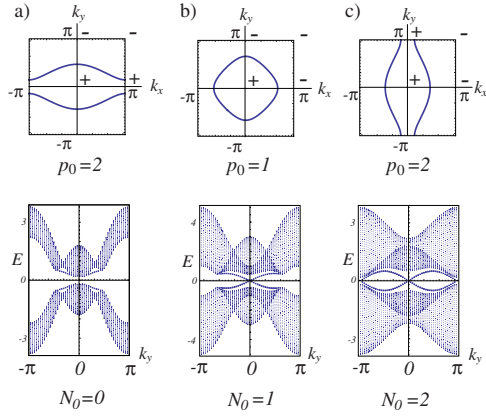 a) b) c)
k_y k_y k_y
π - - π - - π + -
-π + π k_x -π + - π k_x -π + - π k_x
-π -π -π
p_0=2 p_0=1 p_0=2
3 4 3
E E E
0 0 0
-3 -4 -3
k_y k_y k_y
-π 0 π -π 0 π -π 0 π
N_0=0 N_0=1 N_0=2